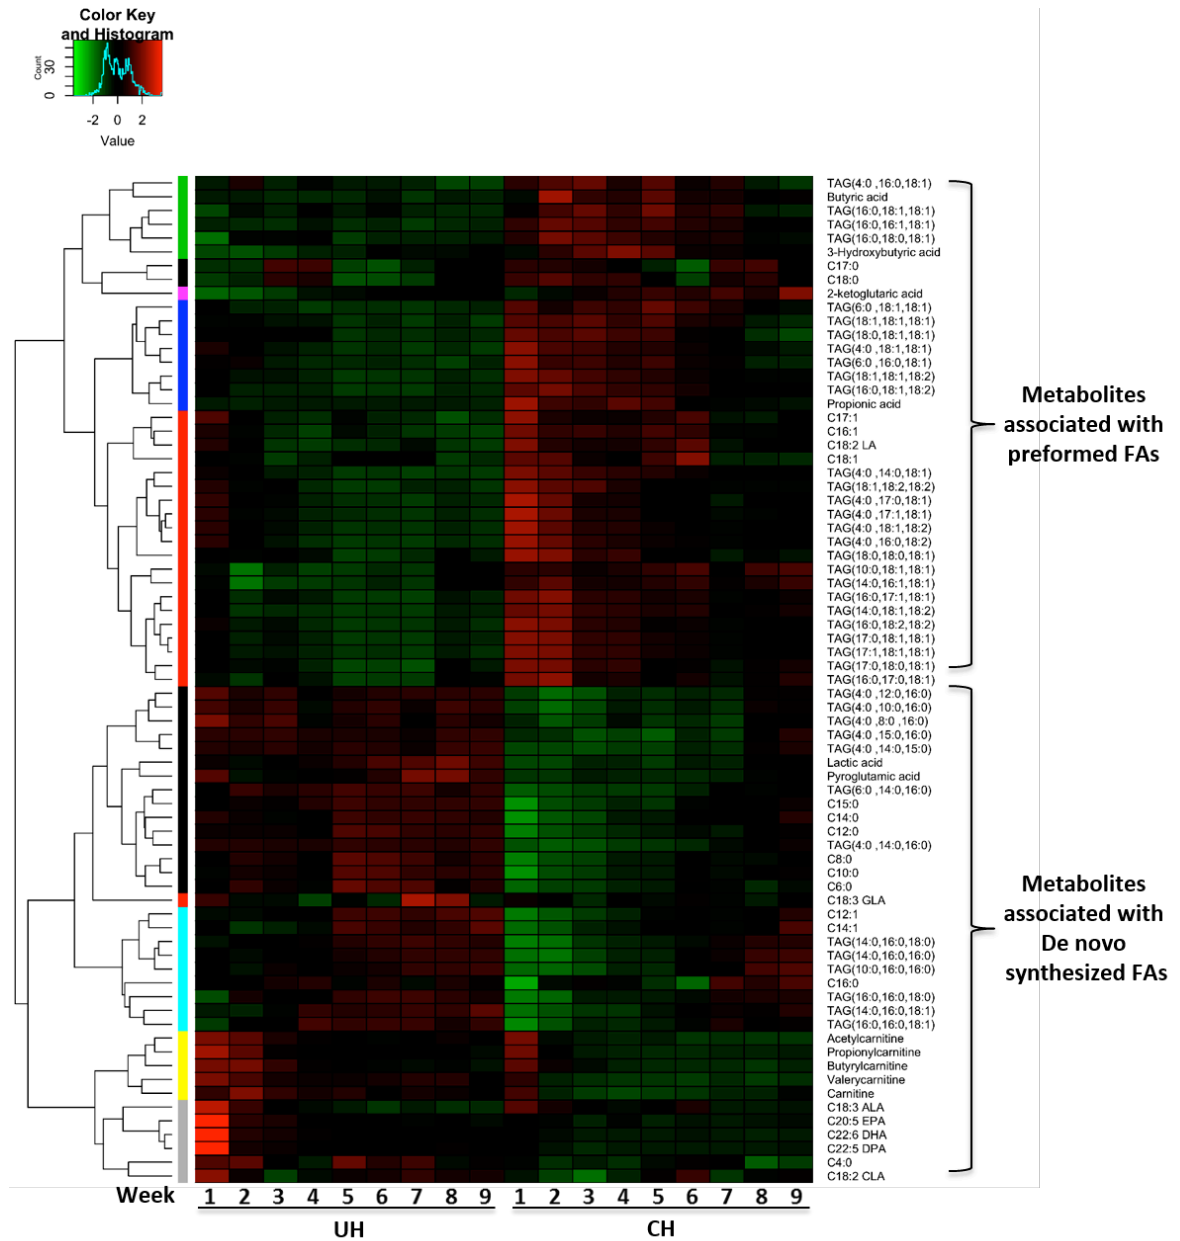 Color Key
and Histogram
Count
0 30
-2 0 2
Value
TAG(4:0 ,16:0,18:1)
Butyric acid
TAG(16:0,18:1,18:1)
TAG(16:0,16:1,18:1)
TAG(16:0,18:0,18:1)
3-Hydroxybutyric acid
C17:0
C18:0
2-ketoglutaric acid
TAG(6:0 ,18:1,18:1)
TAG(18:1,18:1,18:1)
TAG(18:0,18:1,18:1)
TAG(4:0 ,18:1,18:1)
TAG(6:0 ,16:0,18:1)
TAG(18:1,18:1,18:2)
TAG(16:0,18:1,18:2)
Propionic acid
C17:1
C16:1
C18:2 LA
C18:1
TAG(4:0 ,14:0,18:1)
TAG(18:1,18:2,18:2)
TAG(4:0 ,17:0,18:1)
TAG(4:0 ,17:1,18:1)
TAG(4:0 ,18:1,18:2)
TAG(4:0 ,16:0,18:2)
TAG(18:0,18:0,18:1)
TAG(10:0,18:1,18:1)
TAG(14:0,16:1,18:1)
TAG(16:0,17:1,18:1)
TAG(14:0,18:1,18:2)
TAG(16:0,18:2,18:2)
TAG(17:0,18:1,18:1)
TAG(17:1,18:1,18:1)
TAG(17:0,18:0,18:1)
TAG(16:0,17:0,18:1)
TAG(4:0 ,12:0,16:0)
TAG(4:0 ,10:0,16:0)
TAG(4:0 ,8:0 ,16:0)
TAG(4:0 ,15:0,16:0)
TAG(4:0 ,14:0,15:0)
Lactic acid
Pyroglutamic acid
TAG(6:0 ,14:0,16:0)
C15:0
C14:0
C12:0
TAG(4:0 ,14:0,16:0)
C8:0
C10:0
C6:0
C18:3 GLA
C12:1
C14:1
TAG(14:0,16:0,18:0)
TAG(14:0,16:0,16:0)
TAG(10:0,16:0,16:0)
C16:0
TAG(16:0,16:0,18:0)
TAG(14:0,16:0,18:1)
TAG(16:0,16:0,18:1)
Acetylcarnitine
Propionylcarnitine
Butyrylcarnitine
Valerycarnitine
Carnitine
C18:3 ALA
C20:5 EPA
C22:6 DHA
C22:5 DPA
C4:0
C18:2 CLA
Metabolites
associated with
preformed FAs
Metabolites
associated with
De novo
synthesized FAs
Week 1 2 3 4 5 6 7 8 9 1 2 3 4 5 6 7 8 9
UH CH